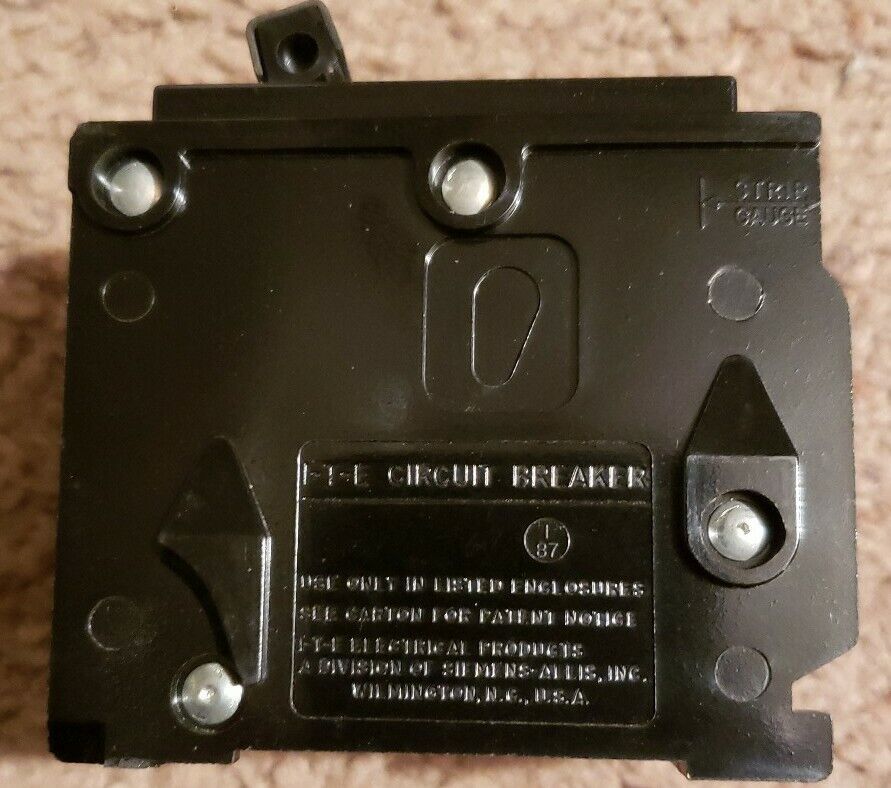 STRIP
GAUGE
I-T-E CIRCUIT BREAKER
I
87
USE ONLY IN LISTED ENCLOSURES
SEE CARTON FOR PATENT NOTICE
I-T-E ELECTRICAL PRODUCTS
A DIVISION OF SIEMENS-ALLIS, INC.
WILMINGTON, N.C., U.S.A.